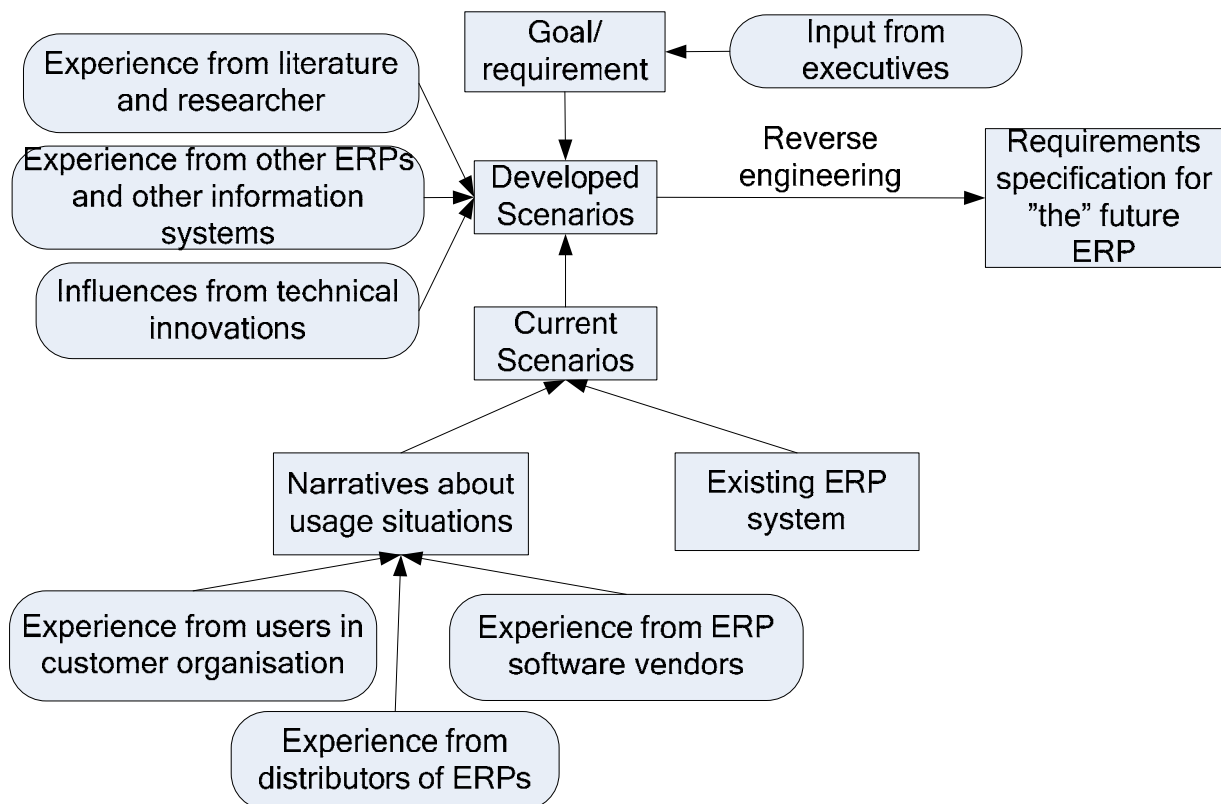 Goal/
requirement
Input from
executives
Experience from literature
and researcher
Experience from other ERPs
and other information
systems
Influences from technical
innovations
Developed
Scenarios
Reverse
engineering
Requirements
specification for
”the” future
ERP
Current
Scenarios
Narratives about
usage situations
Existing ERP
system
Experience from users in
customer organisation
Experience from ERP
software vendors
Experience from
distributors of ERPs